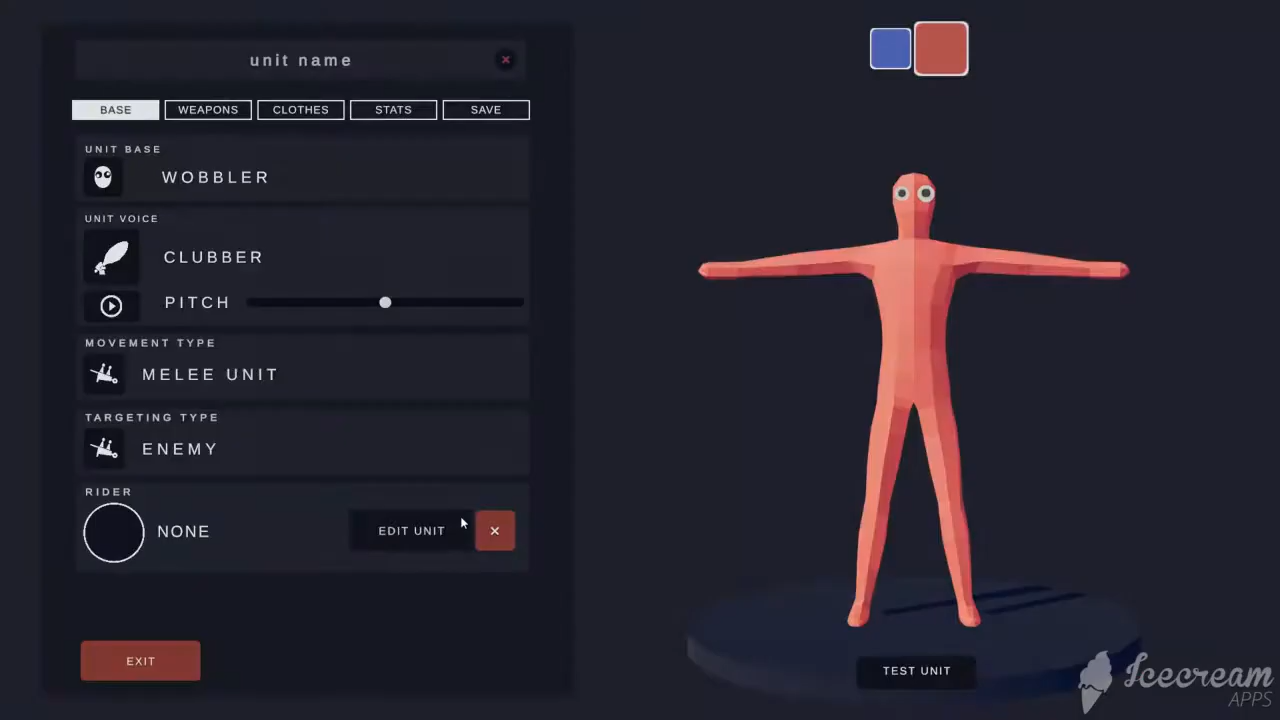 unit name
×
BASE WEAPONS CLOTHES STATS SAVE
UNIT BASE
WOBBLER
UNIT VOICE
CLUBBER
PITCH
MOVEMENT TYPE
MELEE UNIT
TARGETING TYPE
ENEMY
RIDER
NONE EDIT UNIT ×
EXIT
TEST UNIT
Icecream
APPS